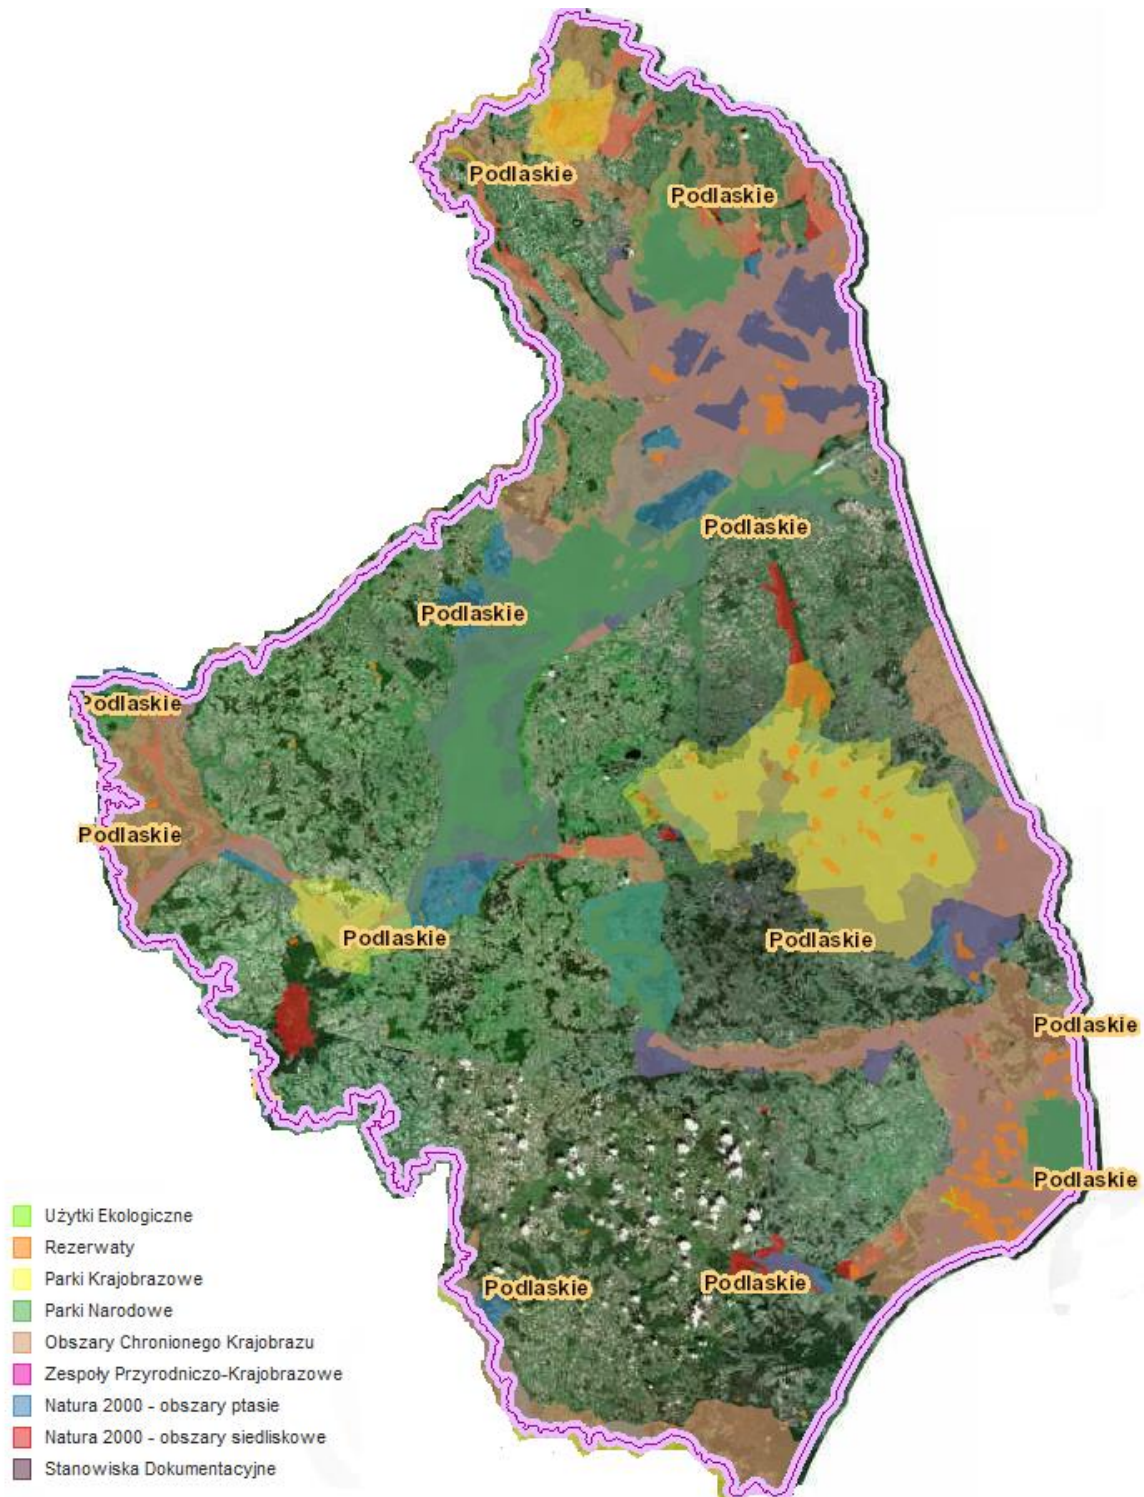 Podlaskie
Podlaskie
Podlaskie
Podlaskie
Podlaskie
Podlaskie
Podlaskie
Podlaskie
Podlaskie
Podlaskie
Podlaskie
Podlaskie
Użytki Ekologiczne
Rezerwaty
Parki Krajobrazowe
Parki Narodowe
Obszary Chronionego Krajobrazu
Zespoły Przyrodniczo-Krajobrazowe
Natura 2000 - obszary ptasie
Natura 2000 - obszary siedliskowe
Stanowiska Dokumentacyjne